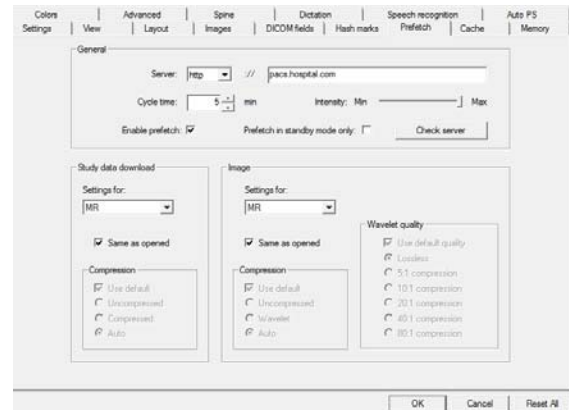 Colors Advanced Spine Dictation Speech recognition Auto PS
Settings View Layout Images DICOM fields Hash marks Prefetch Cache Memory
General
Server: http :// pacs.hospital.com
Cycle time: 5 min Intensity: Min Max
Enable prefetch: Prefetch in standby mode only: Check server
Study data download
Settings for:
MR
Same as opened
Compression
Use default
Uncompressed
Compressed
Auto
Image
Settings for:
MR
Same as opened
Compression
Use default
Uncompressed
Wavelet
Auto
Wavelet quality
Use default quality
Lossless
5:1 compression
10:1 compression
20:1 compression
40:1 compression
80:1 compression
OK Cancel Reset All